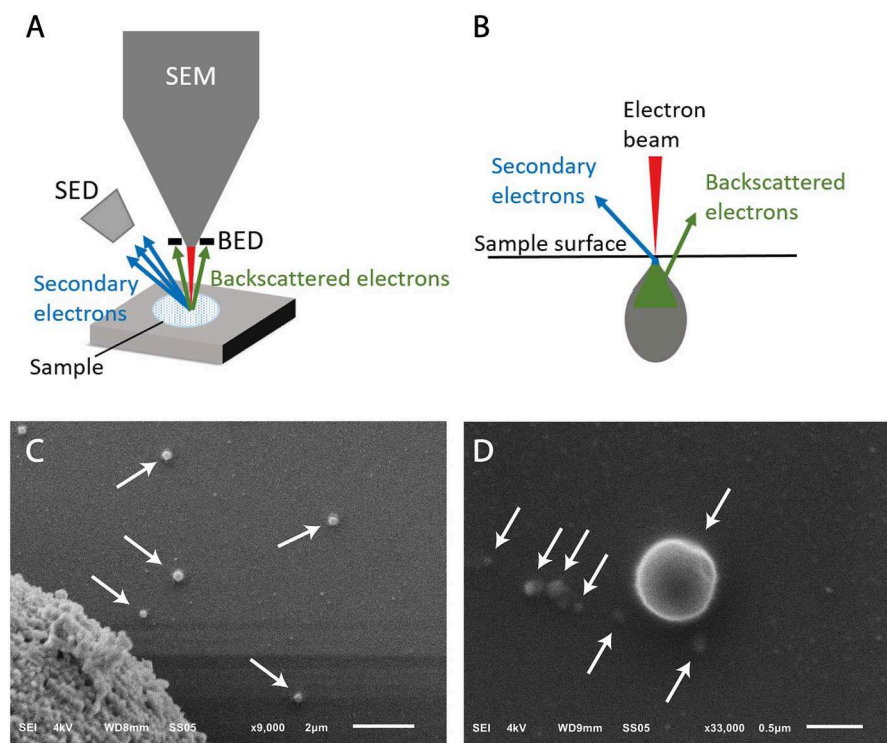 A
SEM
SED
BED
Secondary
electrons
Backscattered electrons
Sample
B
Electron
beam
Secondary
electrons
Backscattered
electrons
Sample surface
C
SEI 4kV WD8mm SS05 x9,000 2µm
D
SEI 4kV WD9mm SS05 x33,000 0.5µm